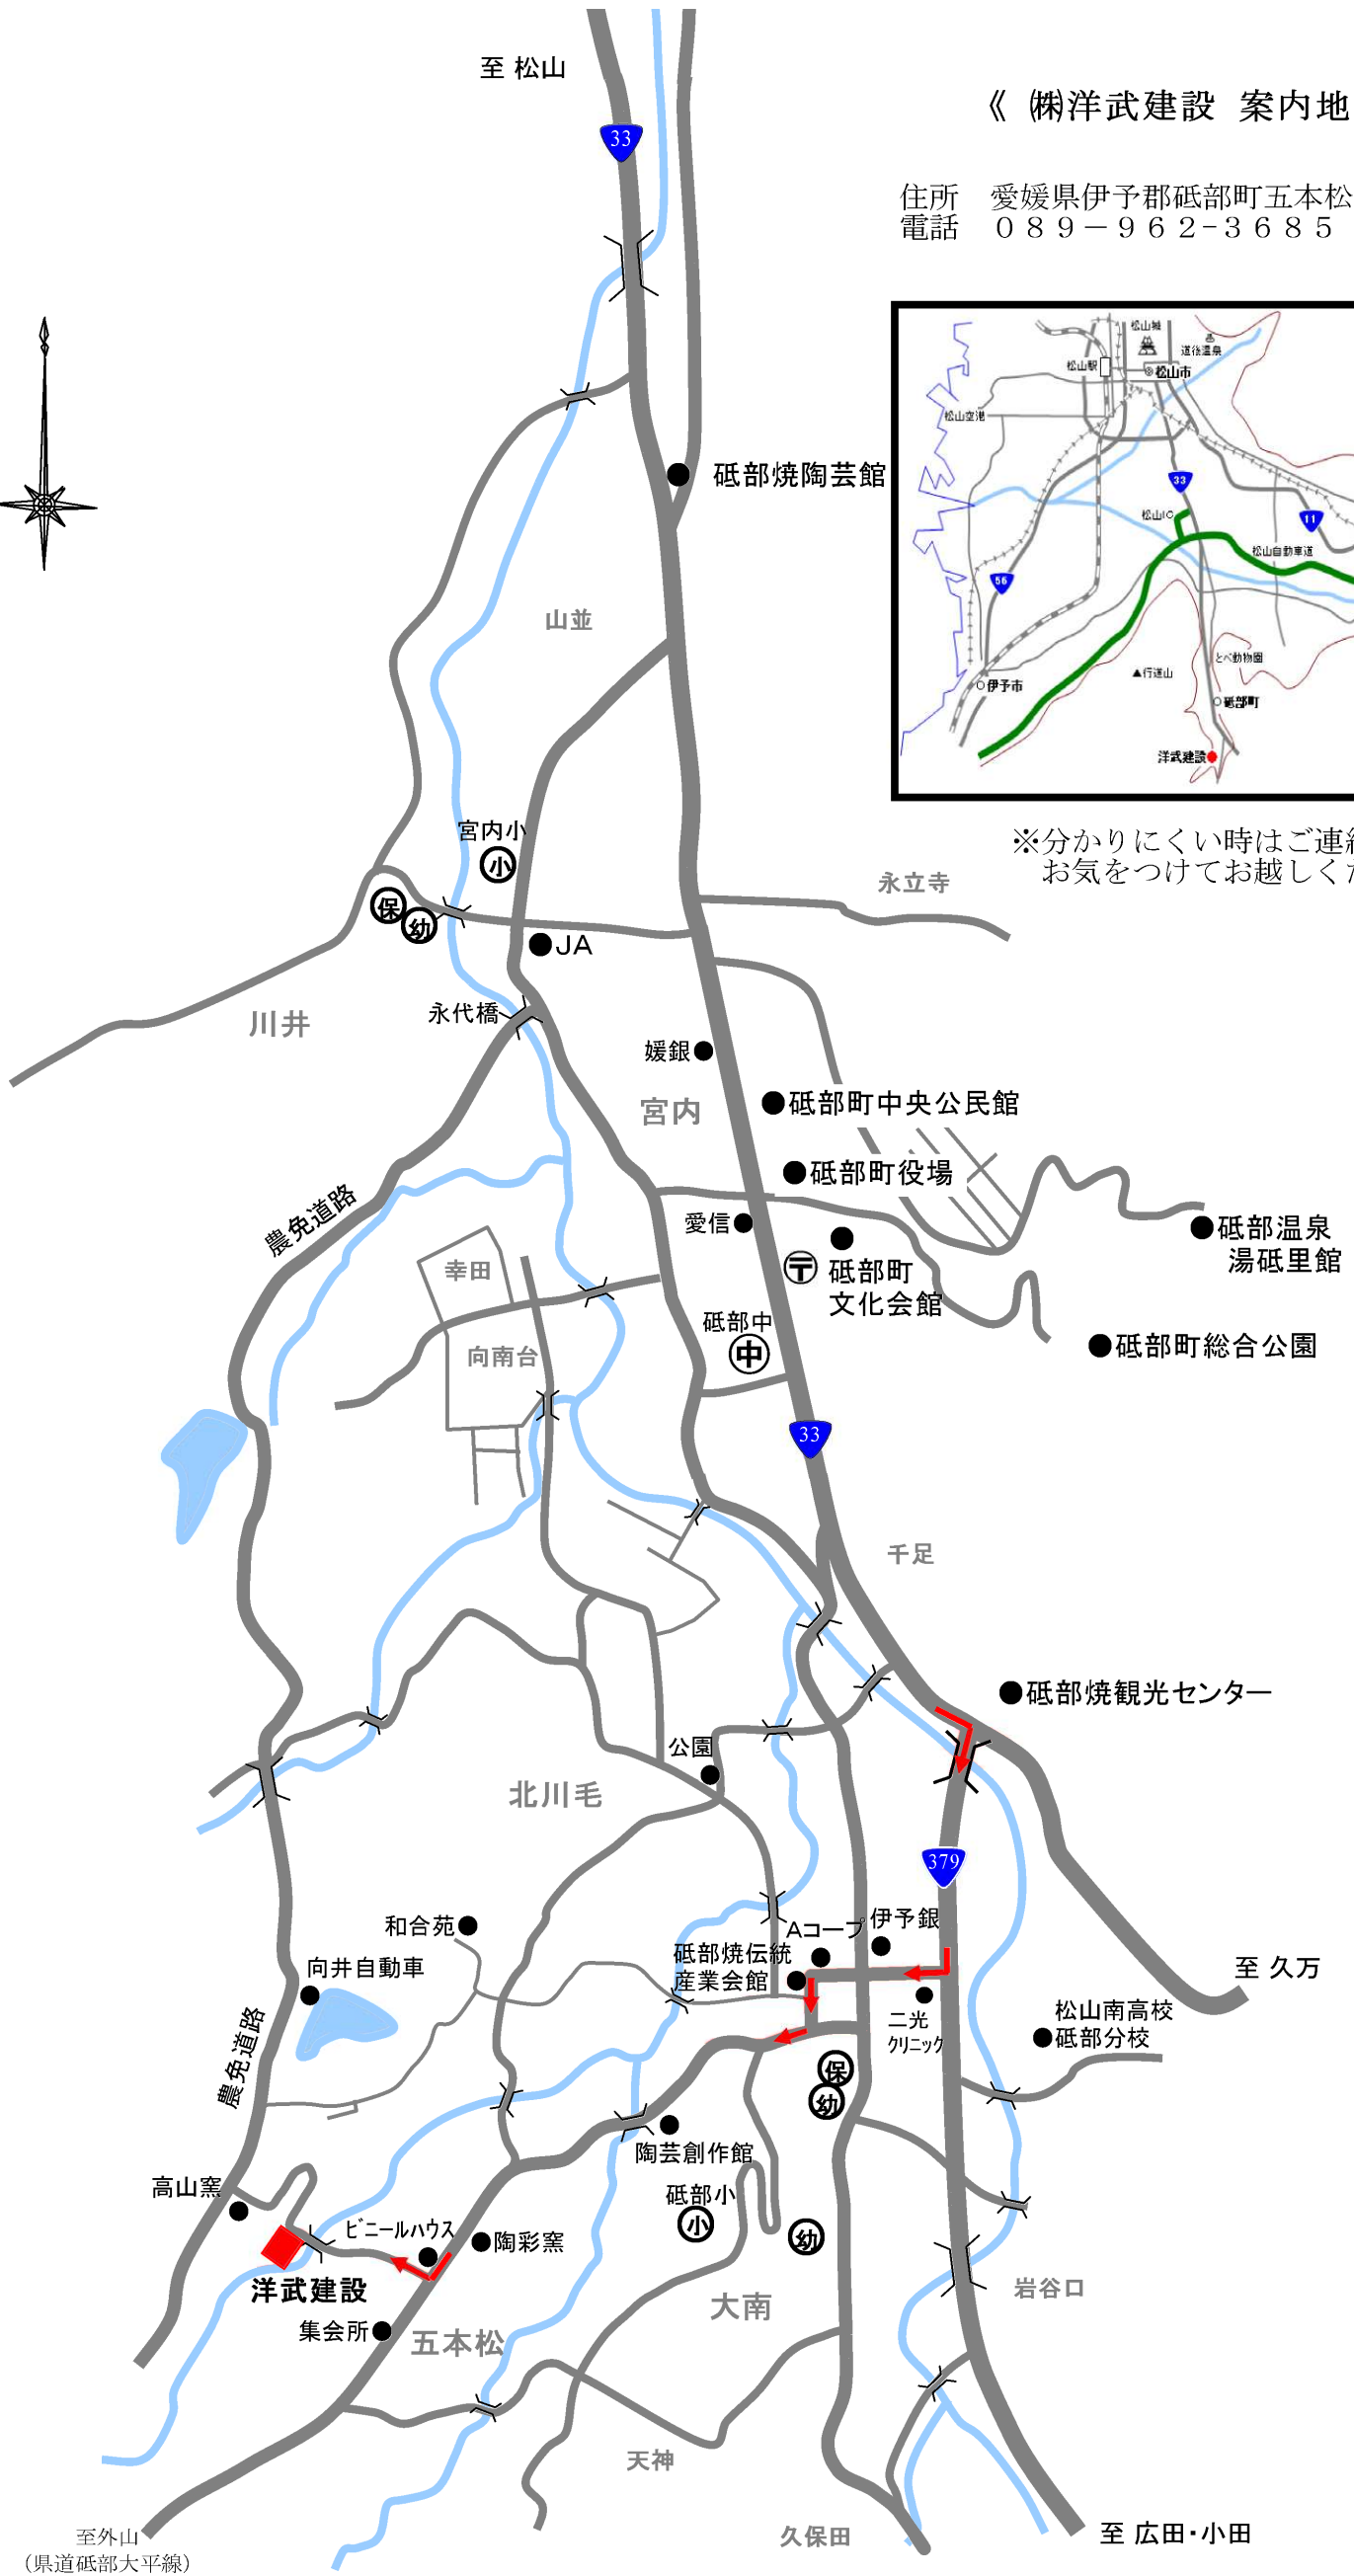 至 松山
33
《 ㈱洋武建設 案内地
住所 愛媛県伊予郡砥部町五本松
電話 089－962-3685
松山城
道後温泉
松山駅
松山市
松山空港
33
松山IC
11
松山自動車道
56
とべ動物園
▲行道山
伊予市
砥部町
洋武建設
※分かりにくい時はご連絡
お気をつけてお越しくだ
砥部焼陶芸館
山並
宮内小
小
永立寺
保
幼
JA
永代橋
川井
媛銀
砥部町中央公民館
宮内
砥部町役場
農免道路
愛信
砥部温泉
湯砥里館
〒
砥部町
文化会館
幸田
砥部中
中
砥部町総合公園
向南台
33
千足
砥部焼観光センター
公園
北川毛
379
和合苑
Aコープ
伊予銀
砥部焼伝統
産業会館
向井自動車
至 久万
二光
クリニック
松山南高校
砥部分校
農免道路
保
幼
陶芸創作館
高山窯
砥部小
小
ビニールハウス
陶彩窯
幼
洋武建設
岩谷口
大南
集会所
五本松
天神
至外山
（県道砥部大平線）
久保田
至 広田・小田